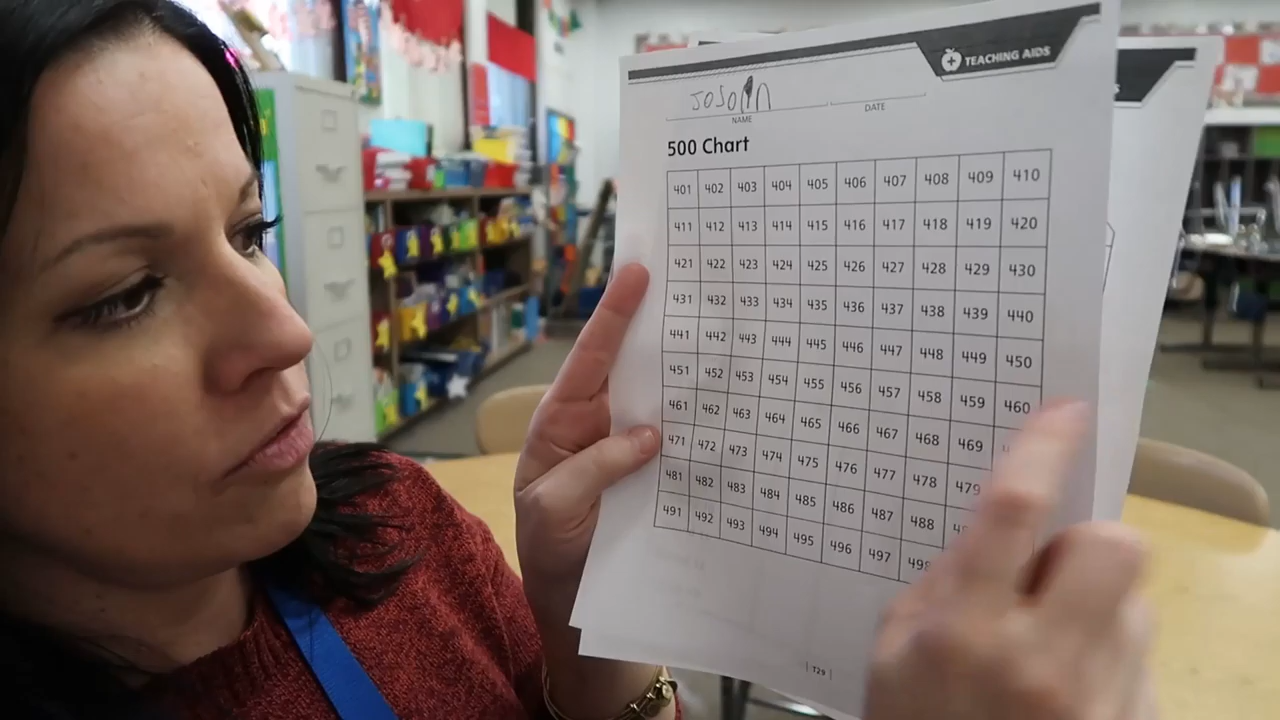 TEACHING AIDS
NAME
DATE
500 Chart
401 402 403 404 405 406 407 408 409 410
411 412 413 414 415 416 417 418 419 420
421 422 423 424 425 426 427 428 429 430
431 432 433 434 435 436 437 438 439 440
441 442 443 444 445 446 447 448 449 450
451 452 453 454 455 456 457 458 459 460
461 462 463 464 465 466 467 468 469
471 472 473 474 475 476 477 478 479
481 482 483 484 485 486 487 488
491 492 493 494 495 496 497 498
T29